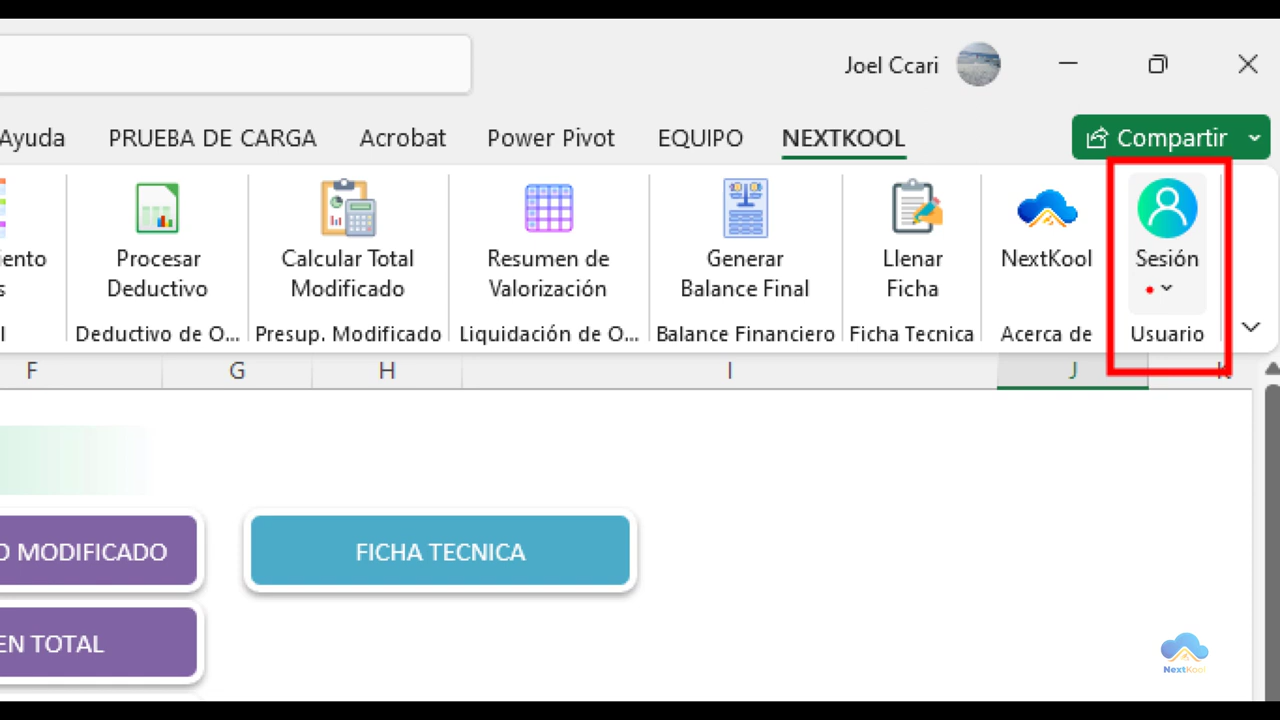 Joel Ccari
Ayuda PRUEBA DE CARGA Acrobat Power Pivot EQUIPO NEXTKOOL Compartir
iento
s
l
Procesar
Deductivo
Deductivo de O...
Calcular Total
Modificado
Presup. Modificado
Resumen de
Valorización
Liquidación de O...
Generar
Balance Final
Balance Financiero
Llenar
Ficha
Ficha Tecnica
NextKool
Acerca de
Sesión
Usuario
F G H I J K
O MODIFICADO
FICHA TECNICA
EN TOTAL
NextKool